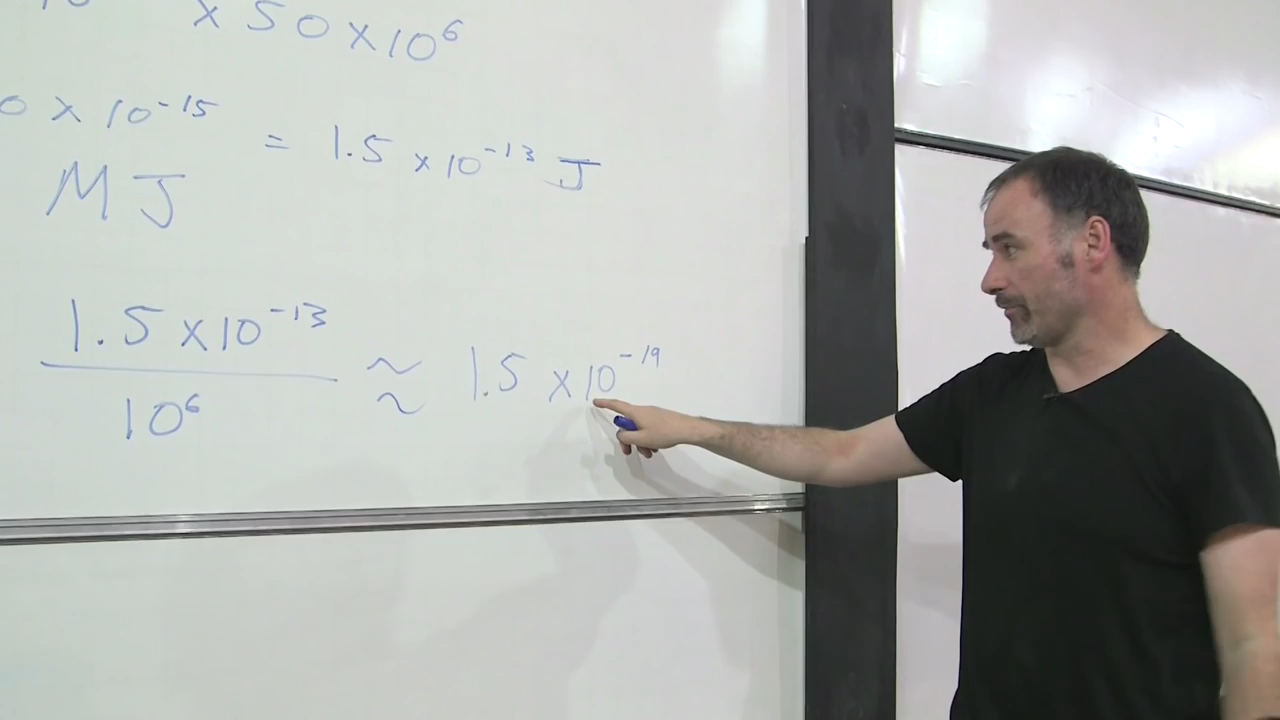 × 50 × 10⁶
0 × 10⁻¹⁵ = 1.5 × 10⁻¹³ J
MJ
1.5 × 10⁻¹³
10⁶
≈ 1.5 × 10⁻¹⁹